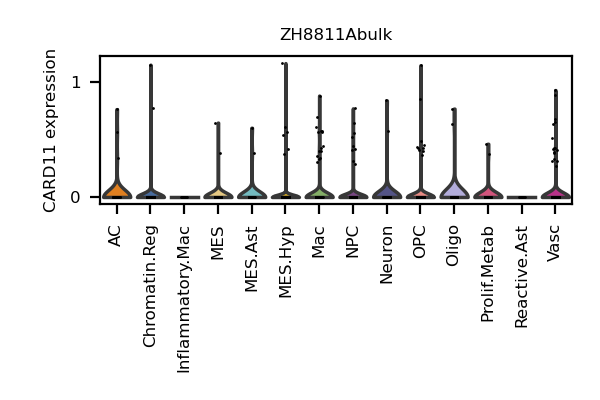 ZH8811Abulk
CARD11 expression
1
0
AC
Chromatin.Reg
Inflammatory.Mac
MES
MES.Ast
MES.Hyp
Mac
NPC
Neuron
OPC
Oligo
Prolif.Metab
Reactive.Ast
Vasc